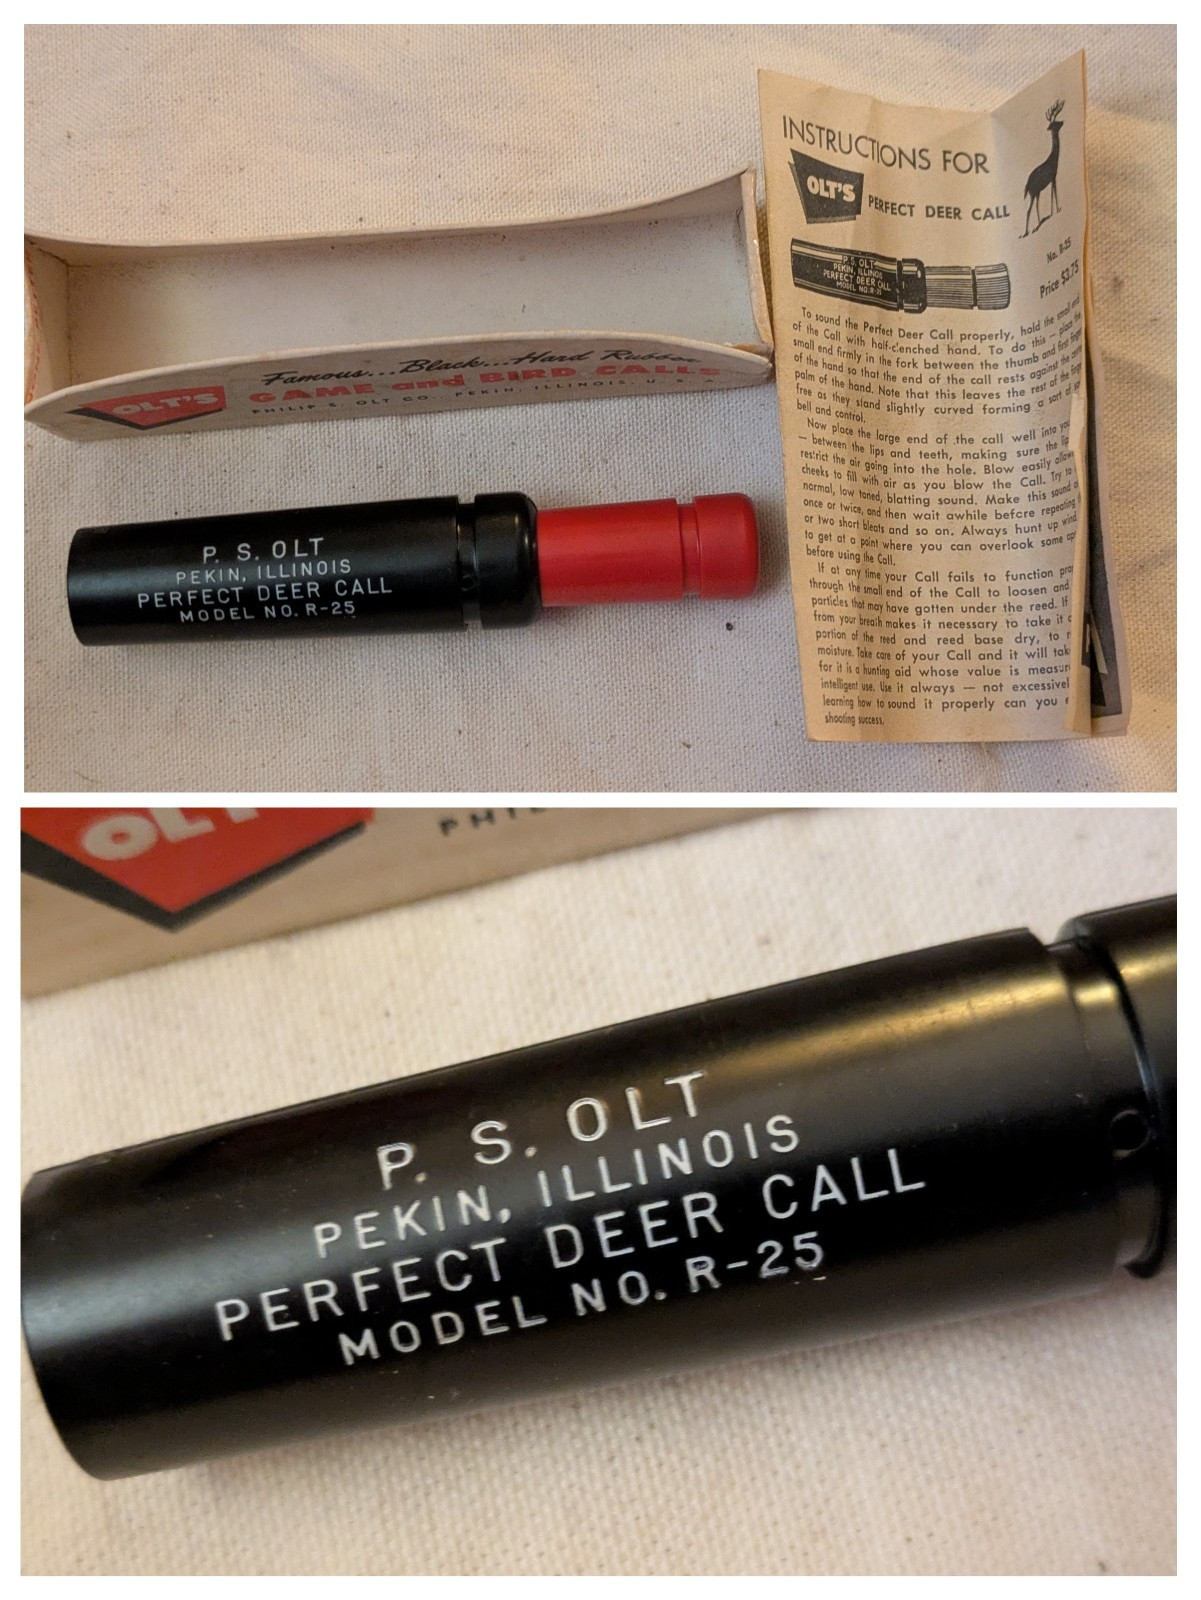 OLT'S
Famous...Black...Hard Rubber
GAME and BIRD CALLS
PHILIP S. OLT CO., PEKIN, ILLINOIS, U. S. A.
P. S. OLT
PEKIN, ILLINOIS
PERFECT DEER CALL
MODEL NO. R-25
INSTRUCTIONS FOR
OLT'S PERFECT DEER CALL
P. S. OLT
PEKIN, ILLINOIS
PERFECT DEER CALL
MODEL NO. R-25
No. R-25
Price $3.75
To sound the Perfect Deer Call properly, hold the small end
of the Call with half-clenched hand. To do this — place the
small end firmly in the fork between the thumb and first finger
of the hand so that the end of the call rests against the
palm of the hand. Note that this leaves the rest of the
free as they stand slightly curved forming a sort of
bell and control.
Now place the large end of the call well into
— between the lips and teeth, making sure the
restrict the air going into the hole. Blow easily
cheeks to fill with air as you blow the Call. Try to
normal, low toned, blatting sound. Make this sound
once or twice, and then wait awhile before repeating
or two short bleats and so on. Always hunt up
to get at a point where you can overlook some
before using the Call.
If at any time your Call fails to function
through the small end of the Call to loosen and
particles that may have gotten under the reed. If
from your breath makes it necessary to take it
portion of the reed and reed base dry, to
moisture. Take care of your Call and it will
for it is a hunting aid whose value is
intelligent use. Use it always — not
learning how to sound it properly can you
shooting success.
OLT
PHIL
P. S. OLT
PEKIN, ILLINOIS
PERFECT DEER CALL
MODEL NO. R-25